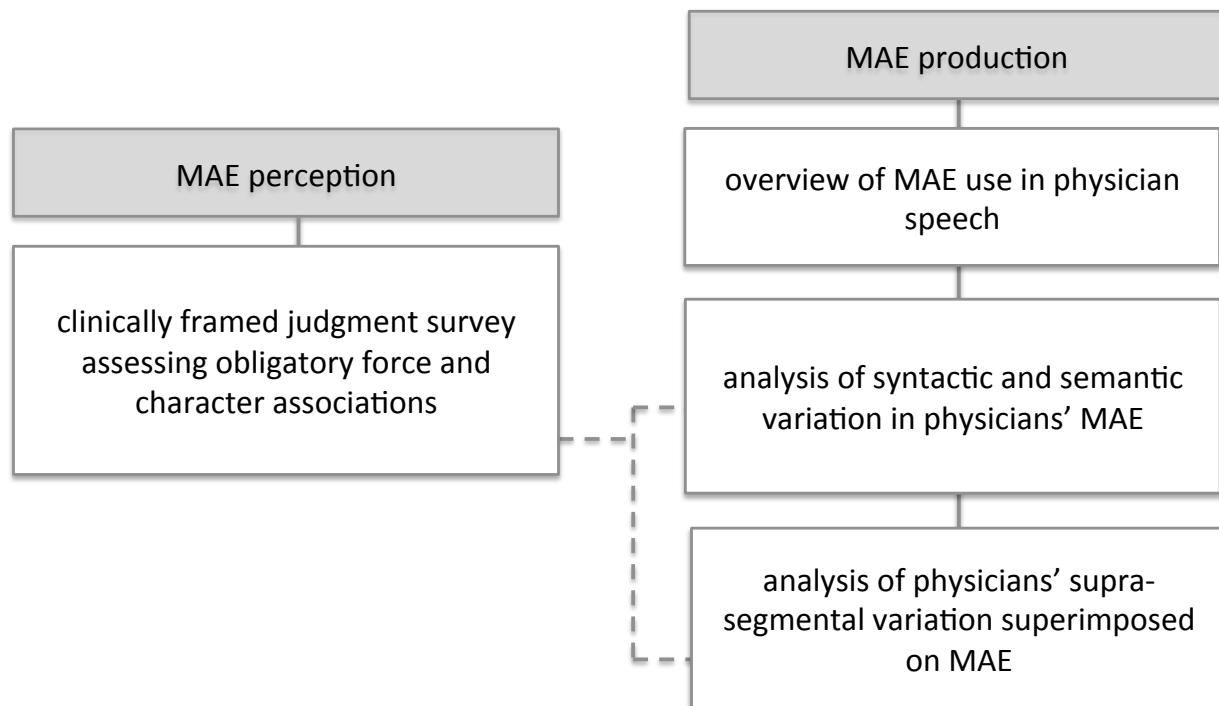 MAE perception
clinically framed judgment survey
assessing obligatory force and
character associations
MAE production
overview of MAE use in physician
speech
analysis of syntactic and semantic
variation in physicians’ MAE
analysis of physicians’ supra-
segmental variation superimposed
on MAE